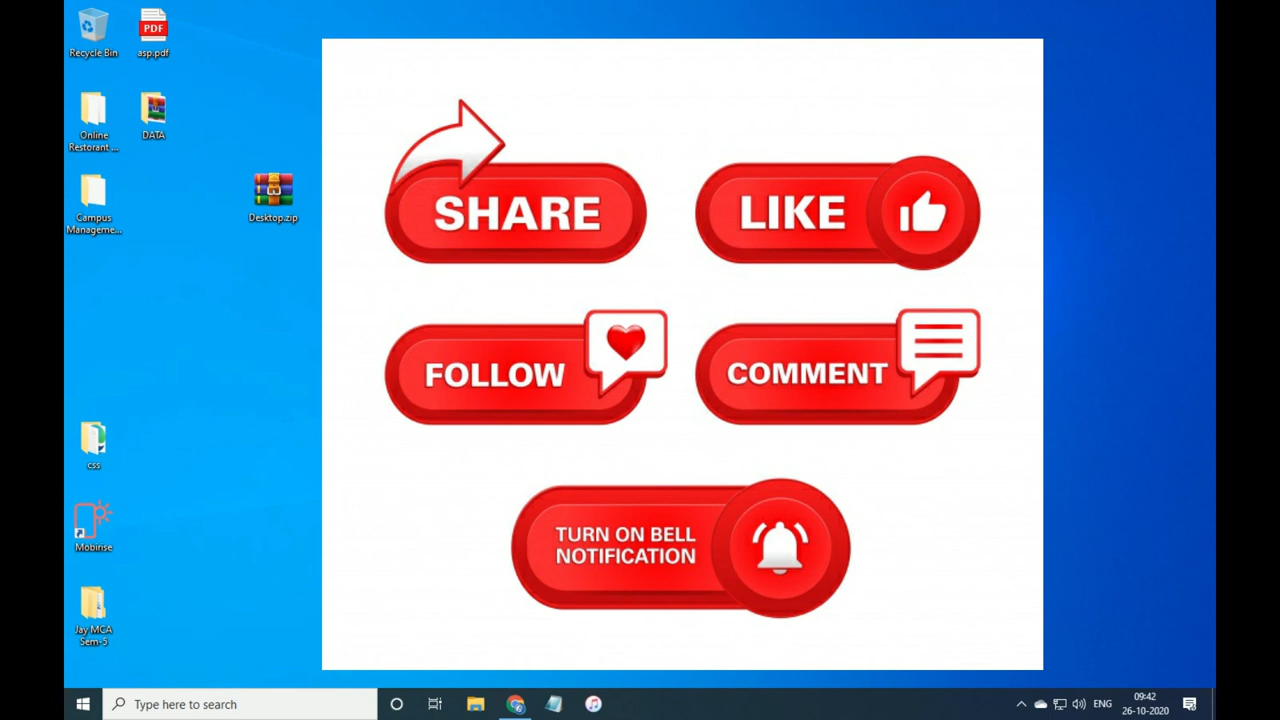 Recycle Bin
asp.pdf
PDF
Online
Restorant ...
DATA
Campus
Manageme...
Desktop.zip
css
Mobirise
Jay MCA
Sem-5
SHARE
LIKE
FOLLOW
COMMENT
TURN ON BELL
NOTIFICATION
Type here to search
ENG
09:42
26-10-2020